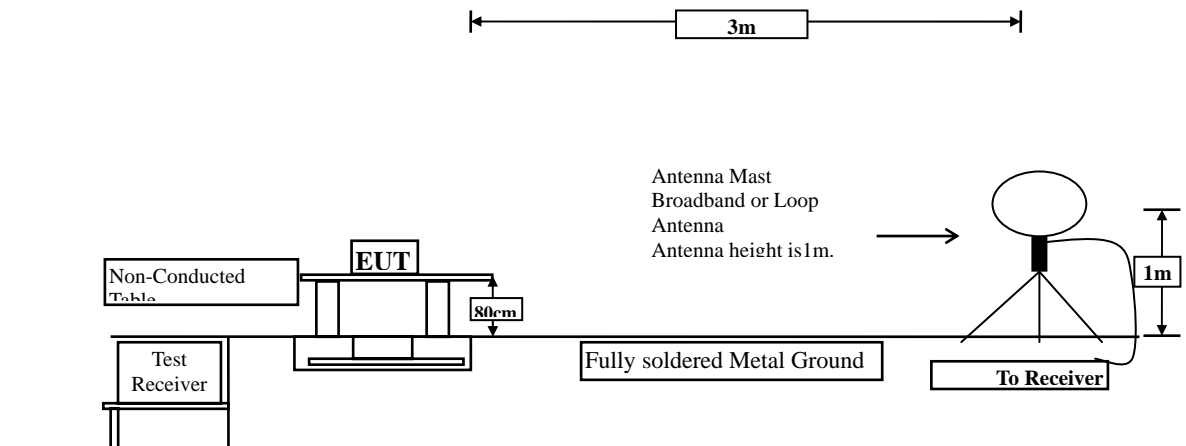 3m
Antenna Mast
Broadband or Loop
Antenna
Antenna height is1m.
EUT
Non-Conducted
Table
80cm
1m
Test
Receiver
Fully soldered Metal Ground
To Receiver